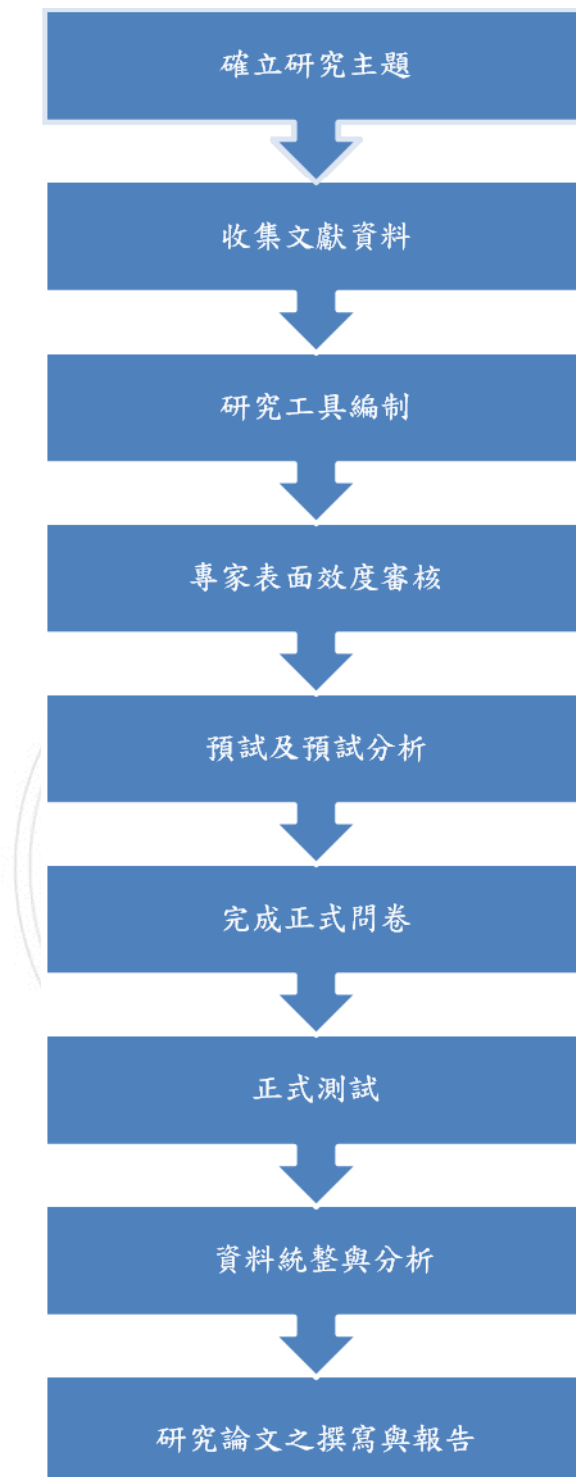 確立研究主題
收集文獻資料
研究工具編制
專家表面效度審核
預試及預試分析
完成正式問卷
正式測試
資料統整與分析
研究論文之撰寫與報告